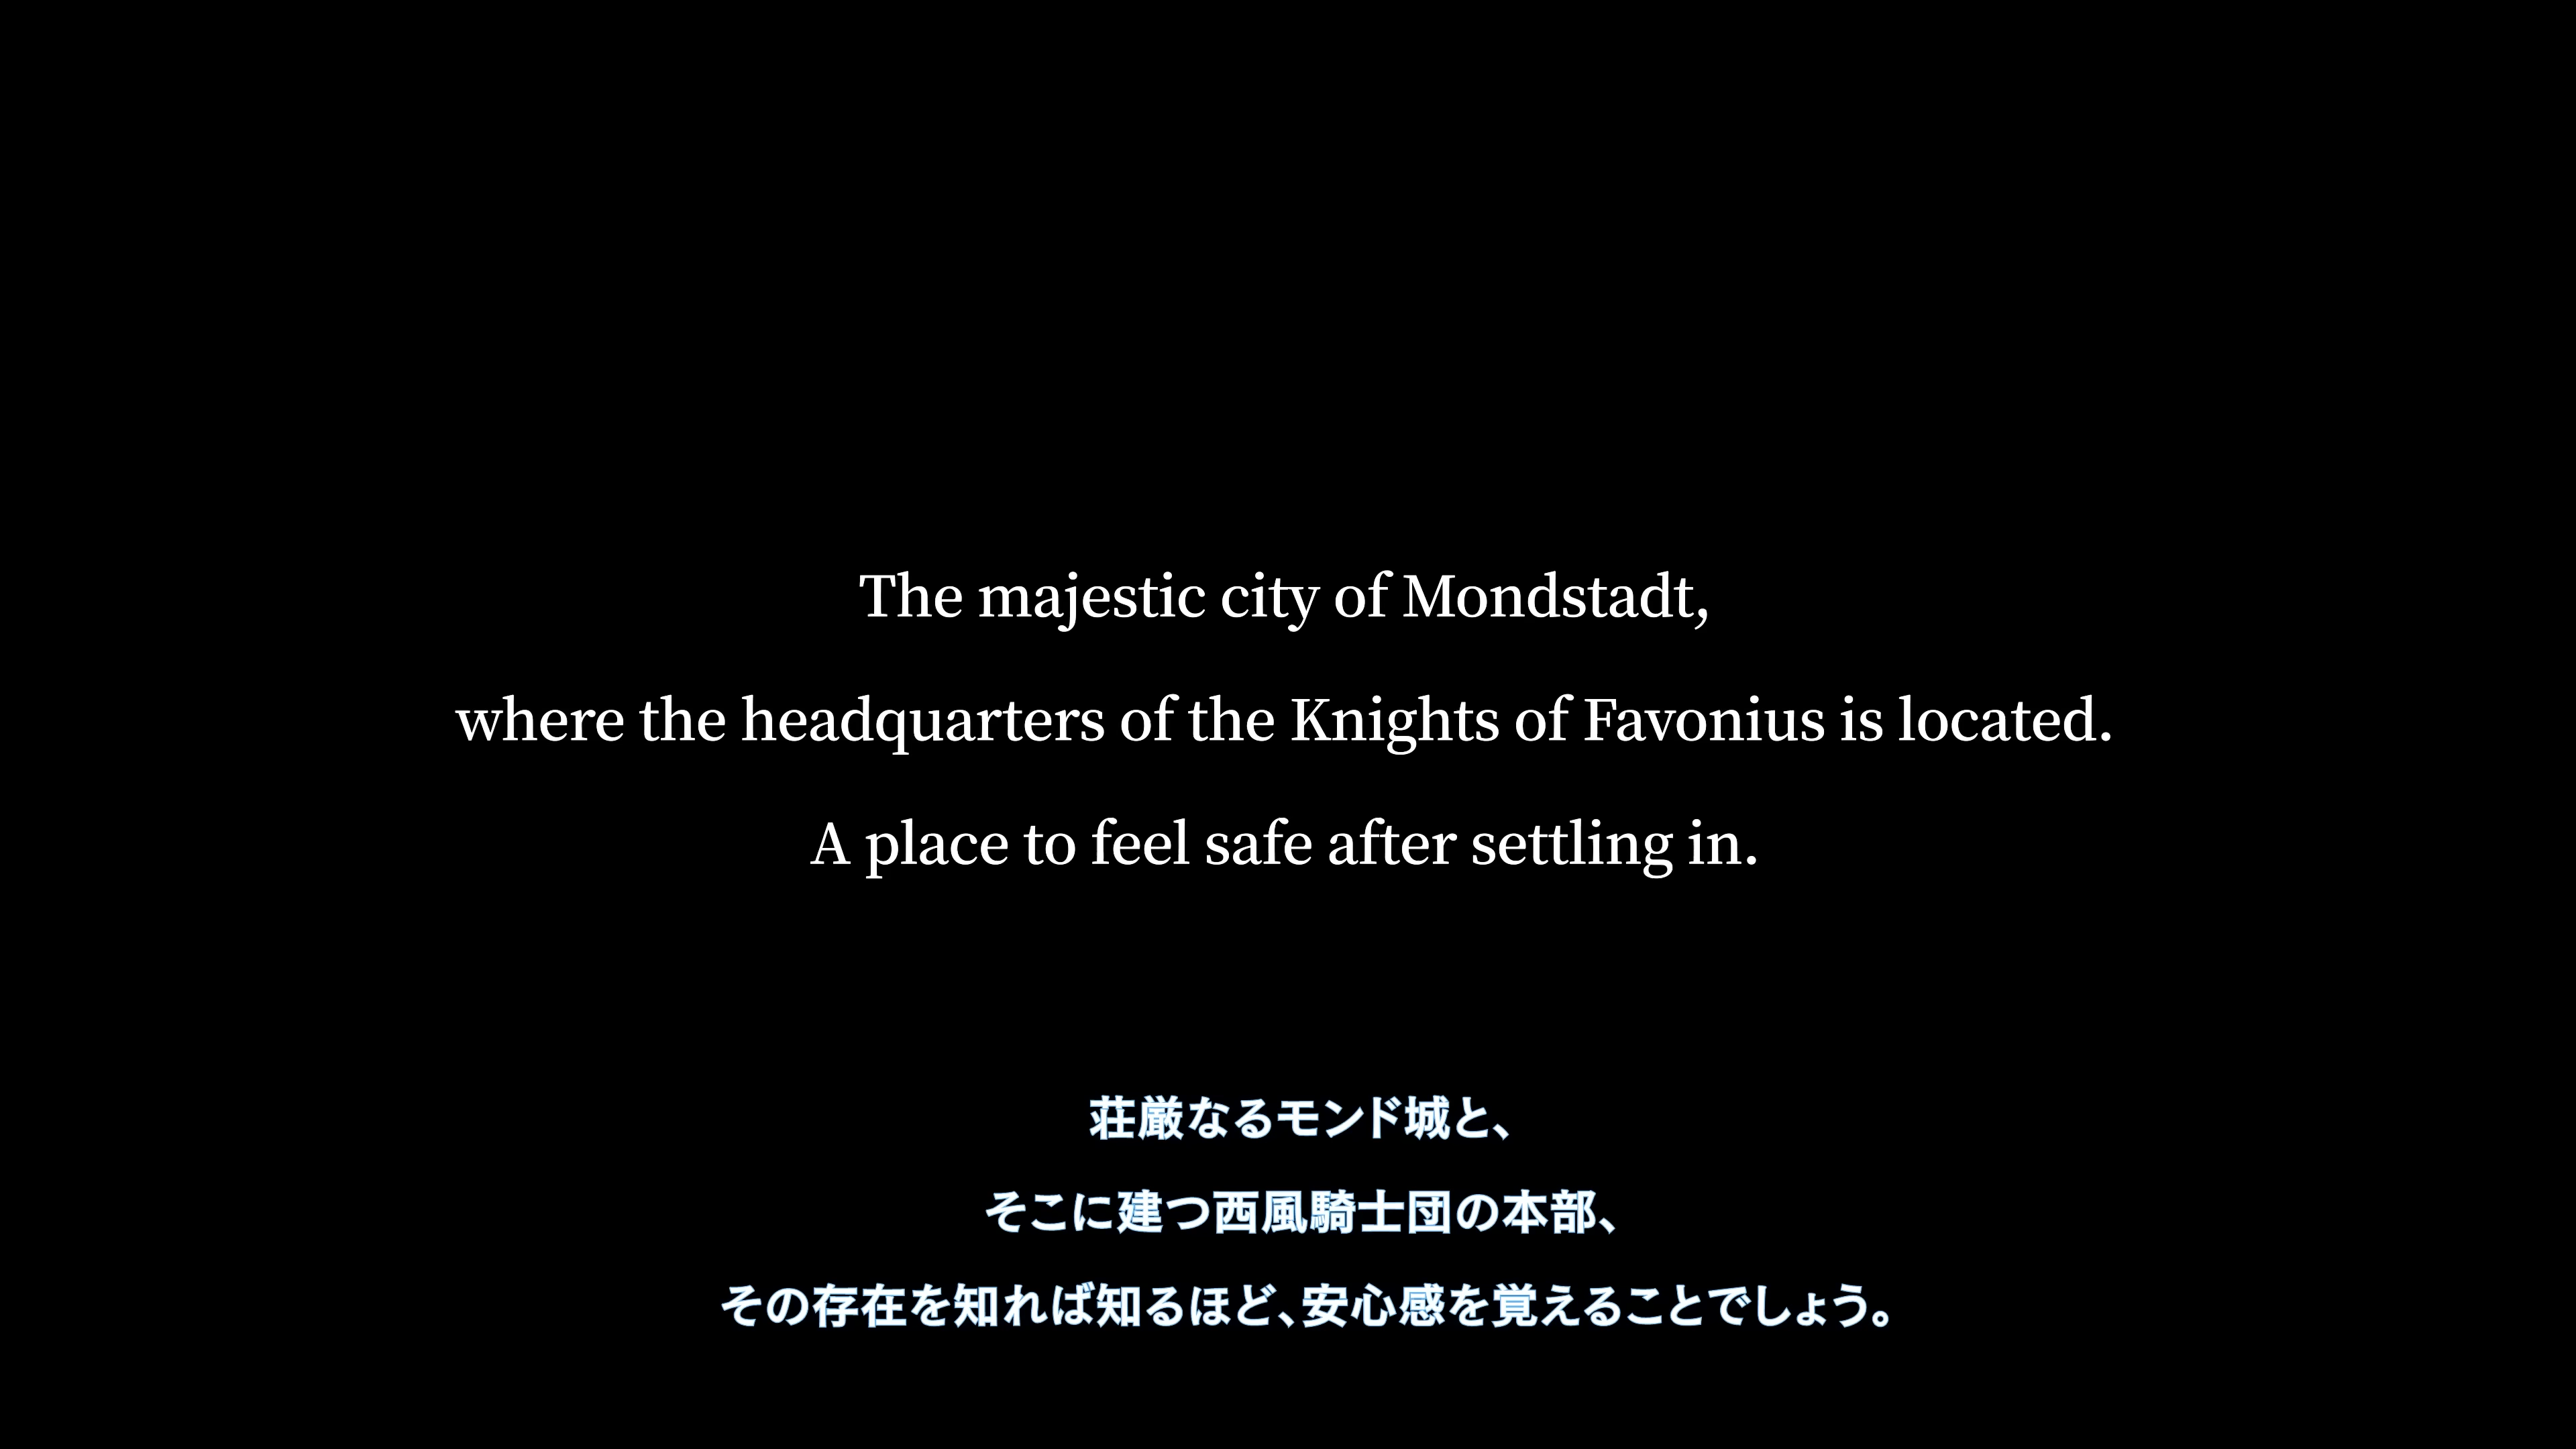 The majestic city of Mondstadt,
where the headquarters of the Knights of Favonius is located.
A place to feel safe after settling in.
荘厳なるモンド城と、
そこに建つ西風騎士団の本部、
その存在を知れば知るほど、安心感を覚えることでしょう。